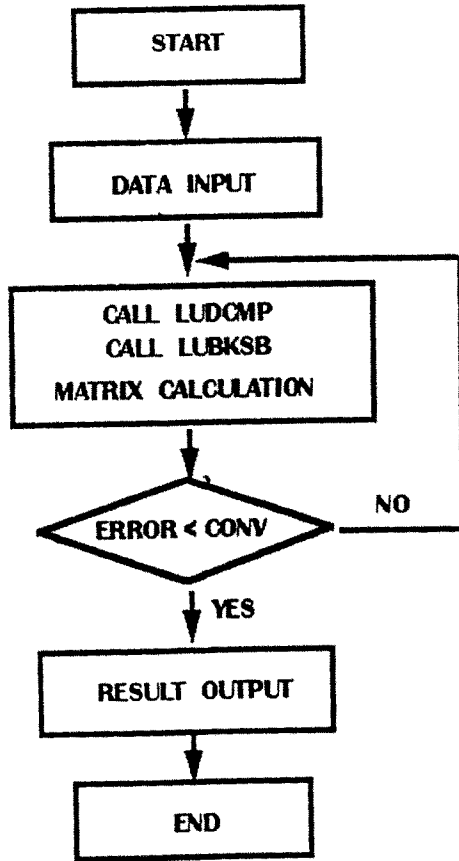 START
DATA INPUT
CALL LUDCMP
CALL LUBKSB
MATRIX CALCULATION
ERROR < CONV
NO
YES
RESULT OUTPUT
END